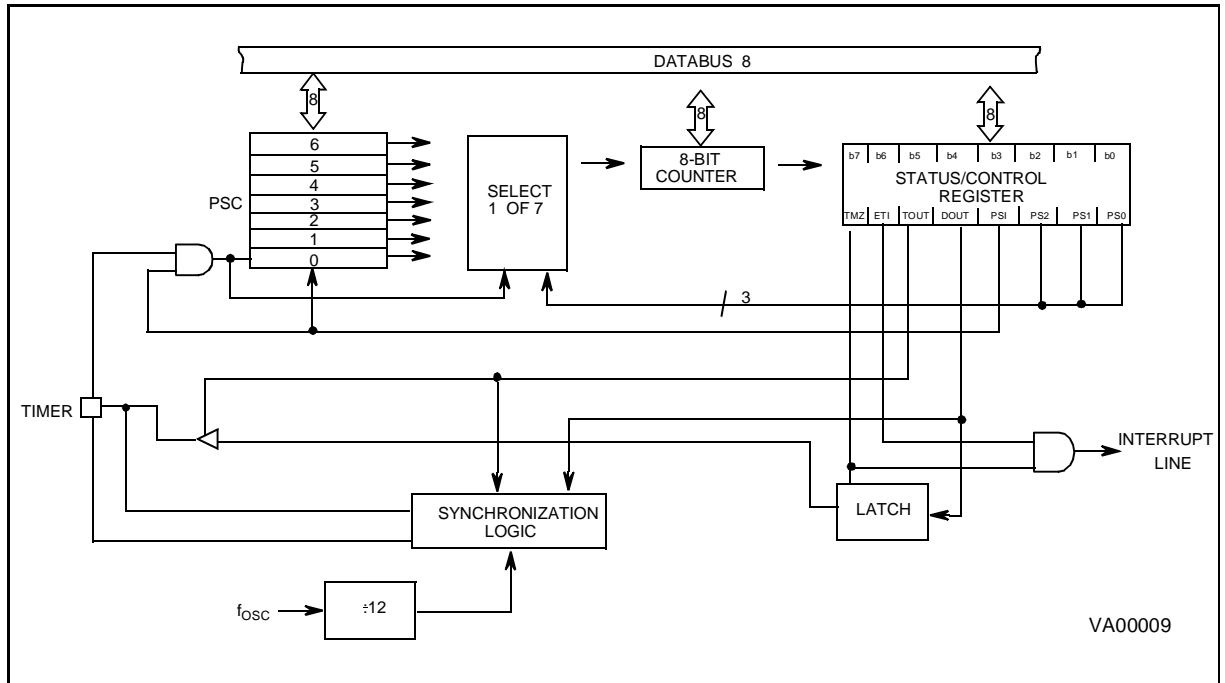 DATABUS 8
8
8
8
6
5
4
3
2
1
0
PSC
SELECT
1 OF 7
8-BIT
COUNTER
b7 b6 b5 b4 b3 b2 b1 b0
STATUS/CONTROL
REGISTER
TMZ ETI TOUT DOUT PSI PS2 PS1 PS0
3
TIMER
INTERRUPT
LINE
SYNCHRONIZATION
LOGIC
LATCH
fOSC
÷12
VA00009